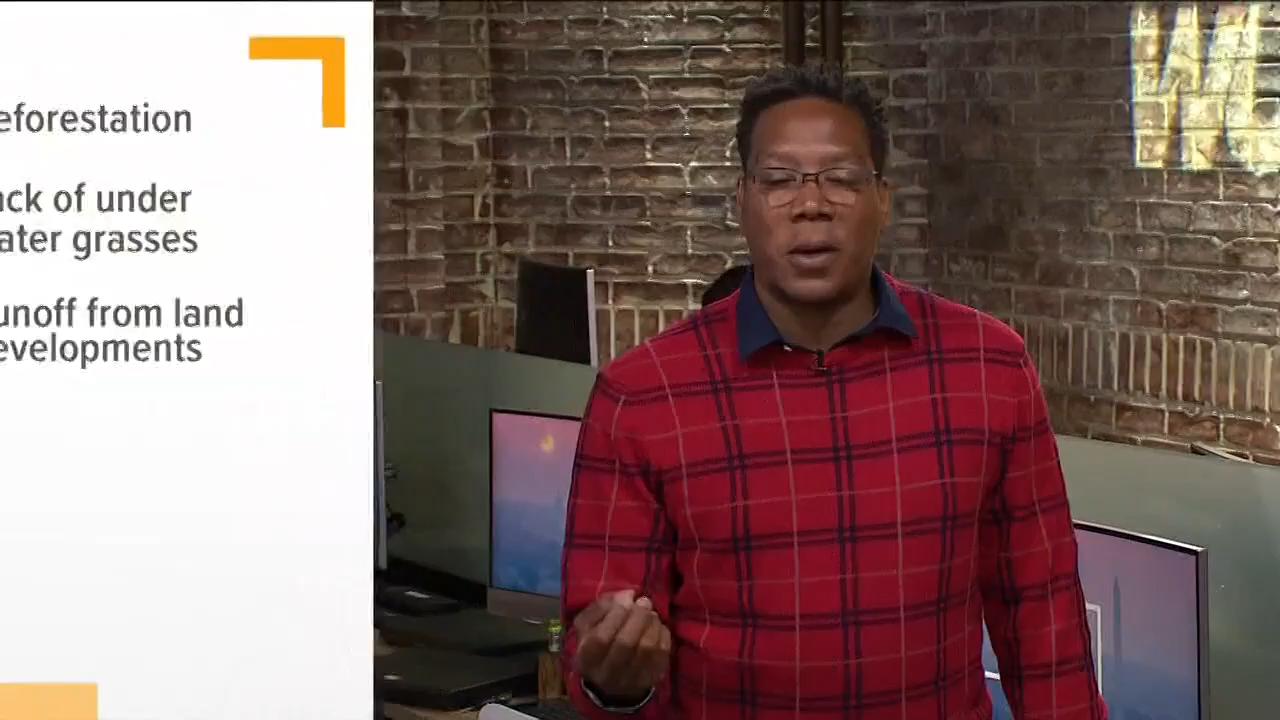 eforestation
ack of under
ater grasses
unoff from land
evelopments